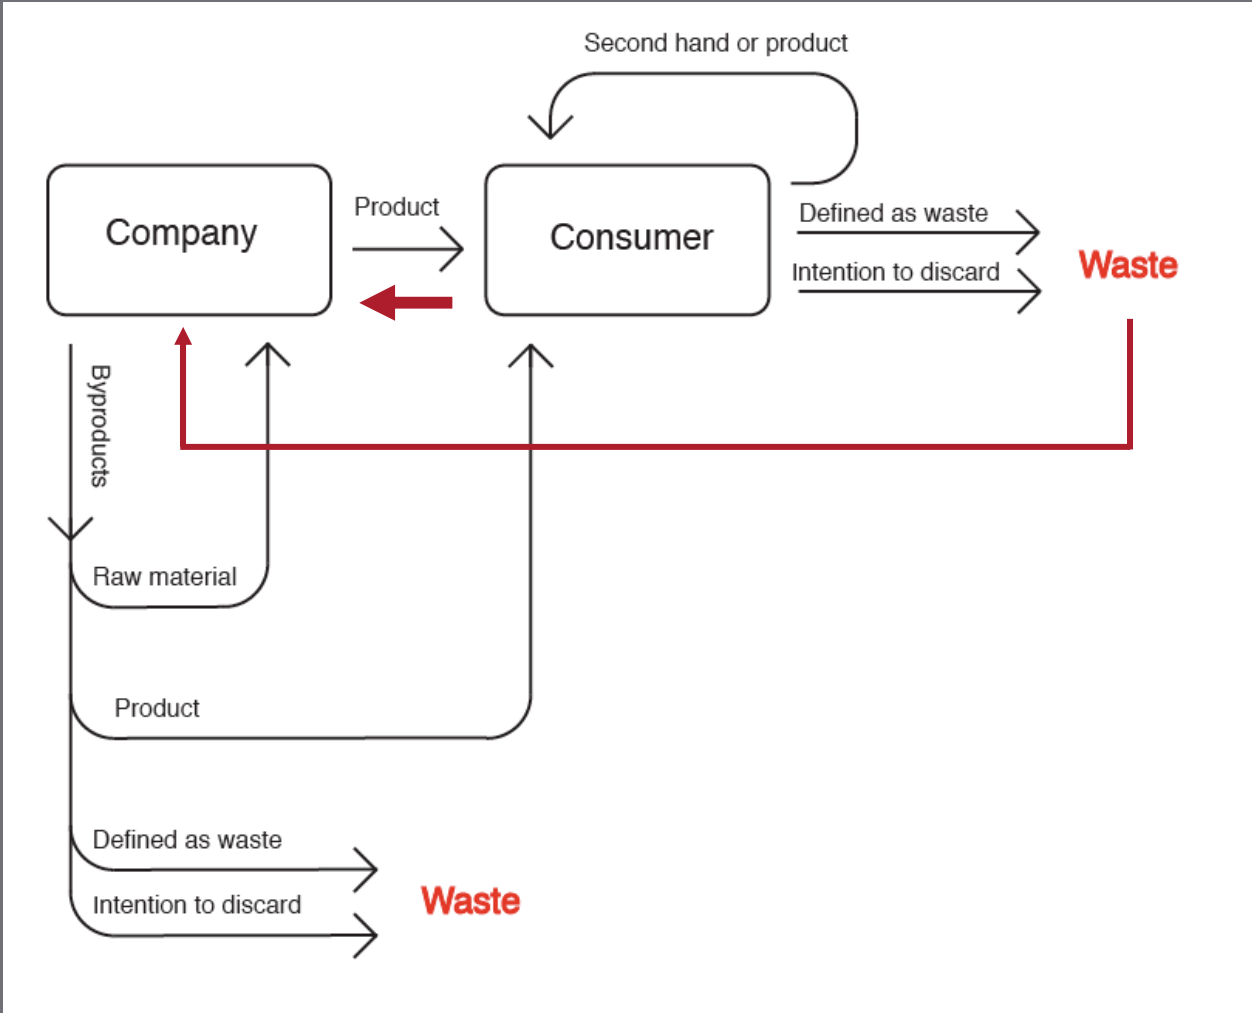 Second hand or product
Company
Product
Consumer
Defined as waste
Intention to discard
Waste
Byproducts
Raw material
Product
Defined as waste
Intention to discard
Waste